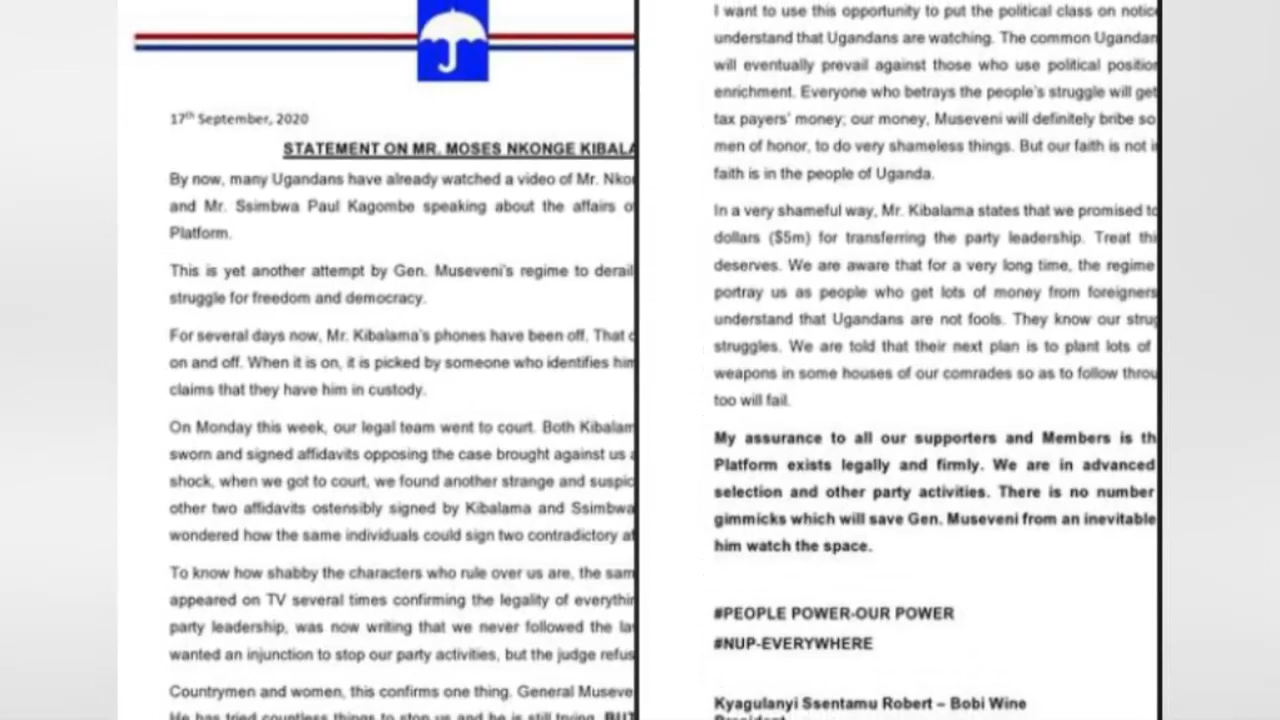 17th September, 2020
STATEMENT ON MR. MOSES NKONGE KIBALA
By now, many Ugandans have already watched a video of Mr. Nko
and Mr. Ssimbwa Paul Kagombe speaking about the affairs o
Platform.
This is yet another attempt by Gen. Museveni's regime to derail
struggle for freedom and democracy.
For several days now, Mr. Kibalama's phones have been off. That
on and off. When it is on, it is picked by someone who identifies him
claims that they have him in custody.
On Monday this week, our legal team went to court. Both Kibalam
sworn and signed affidavits opposing the case brought against us
shock, when we got to court, we found another strange and suspic
other two affidavits ostensibly signed by Kibalama and Ssimbwa
wondered how the same individuals could sign two contradictory af
To know how shabby the characters who rule over us are, the sam
appeared on TV several times confirming the legality of everythin
party leadership, was now writing that we never followed the la
wanted an injunction to stop our party activities, but the judge refus
Countrymen and women, this confirms one thing. General Museve
He has tried countless things to stop us and he is still trying. BUT
I want to use this opportunity to put the political class on notic
understand that Ugandans are watching. The common Ugandan
will eventually prevail against those who use political position
enrichment. Everyone who betrays the people's struggle will get
tax payers' money; our money, Museveni will definitely bribe so
men of honor, to do very shameless things. But our faith is not i
faith is in the people of Uganda.
In a very shameful way, Mr. Kibalama states that we promised to
dollars ($5m) for transferring the party leadership. Treat thi
deserves. We are aware that for a very long time, the regime
portray us as people who get lots of money from foreigners
understand that Ugandans are not fools. They know our strug
struggles. We are told that their next plan is to plant lots of
weapons in some houses of our comrades so as to follow throu
too will fail.
My assurance to all our supporters and Members is th
Platform exists legally and firmly. We are in advanced
selection and other party activities. There is no number
gimmicks which will save Gen. Museveni from an inevitable
him watch the space.
#PEOPLE POWER-OUR POWER
#NUP-EVERYWHERE
Kyagulanyi Ssentamu Robert – Bobi Wine
President